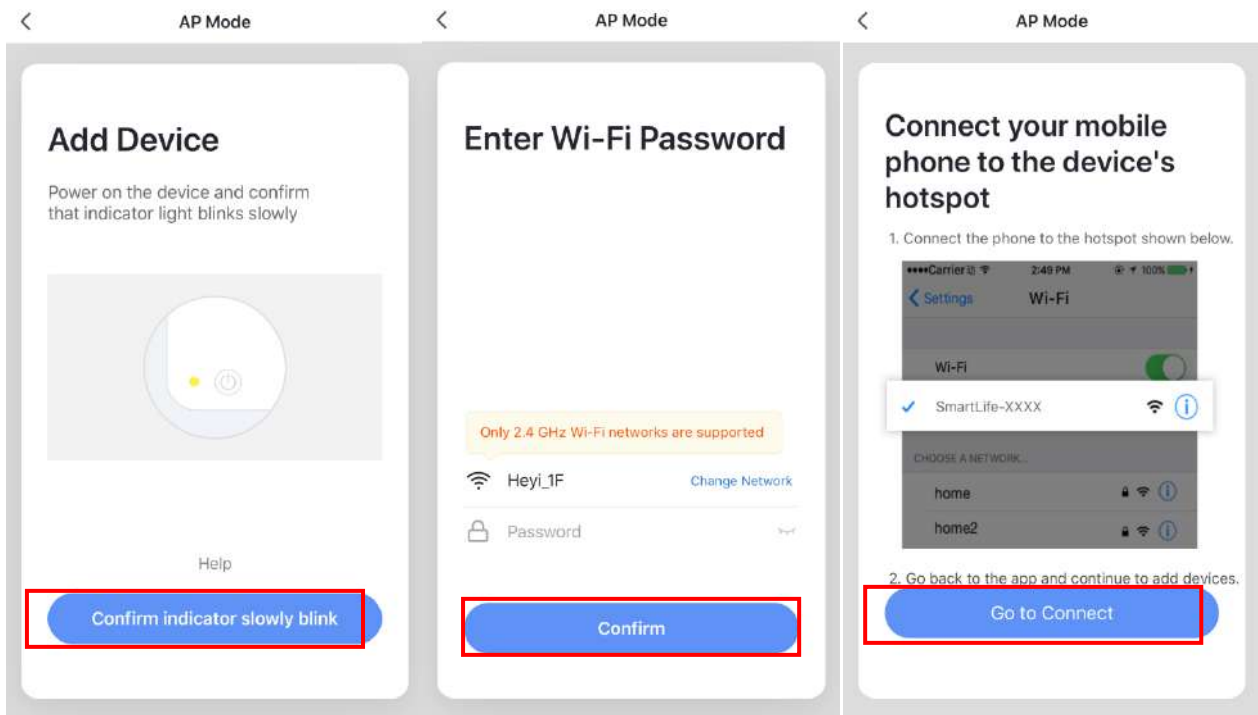 AP Mode
Add Device
Power on the device and confirm
that indicator light blinks slowly
Help
Confirm indicator slowly blink
AP Mode
Enter Wi-Fi Password
Only 2.4 GHz Wi-Fi networks are supported
Heyi_1F Change Network
Password
Confirm
AP Mode
Connect your mobile
phone to the device's
hotspot
1. Connect the phone to the hotspot shown below.
••••Carrier 2:49 PM 100%
Settings Wi-Fi
Wi-Fi
SmartLife-XXXX
CHOOSE A NETWORK...
home
home2
2. Go back to the app and continue to add devices.
Go to Connect